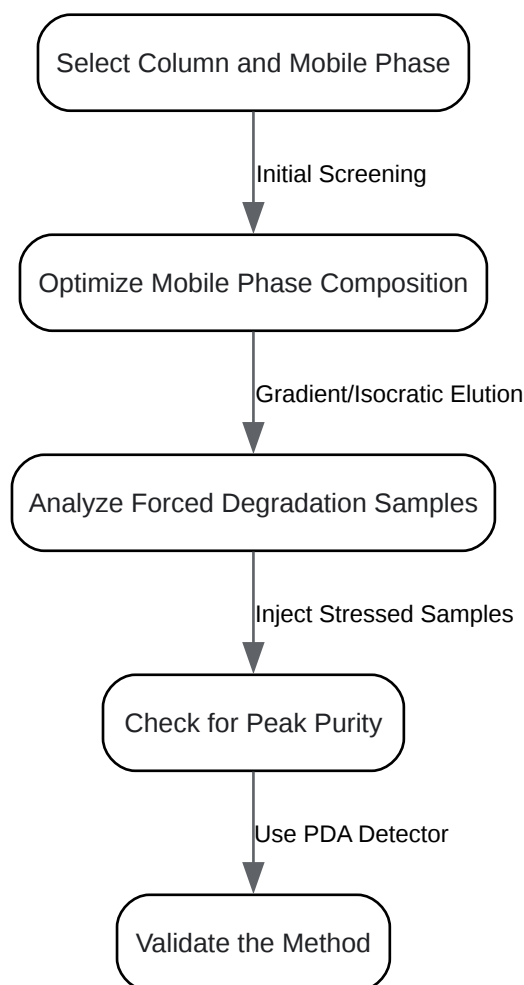 Select Column and Mobile Phase
Initial Screening
Optimize Mobile Phase Composition
Gradient/Isocratic Elution
Analyze Forced Degradation Samples
Inject Stressed Samples
Check for Peak Purity
Use PDA Detector
Validate the Method